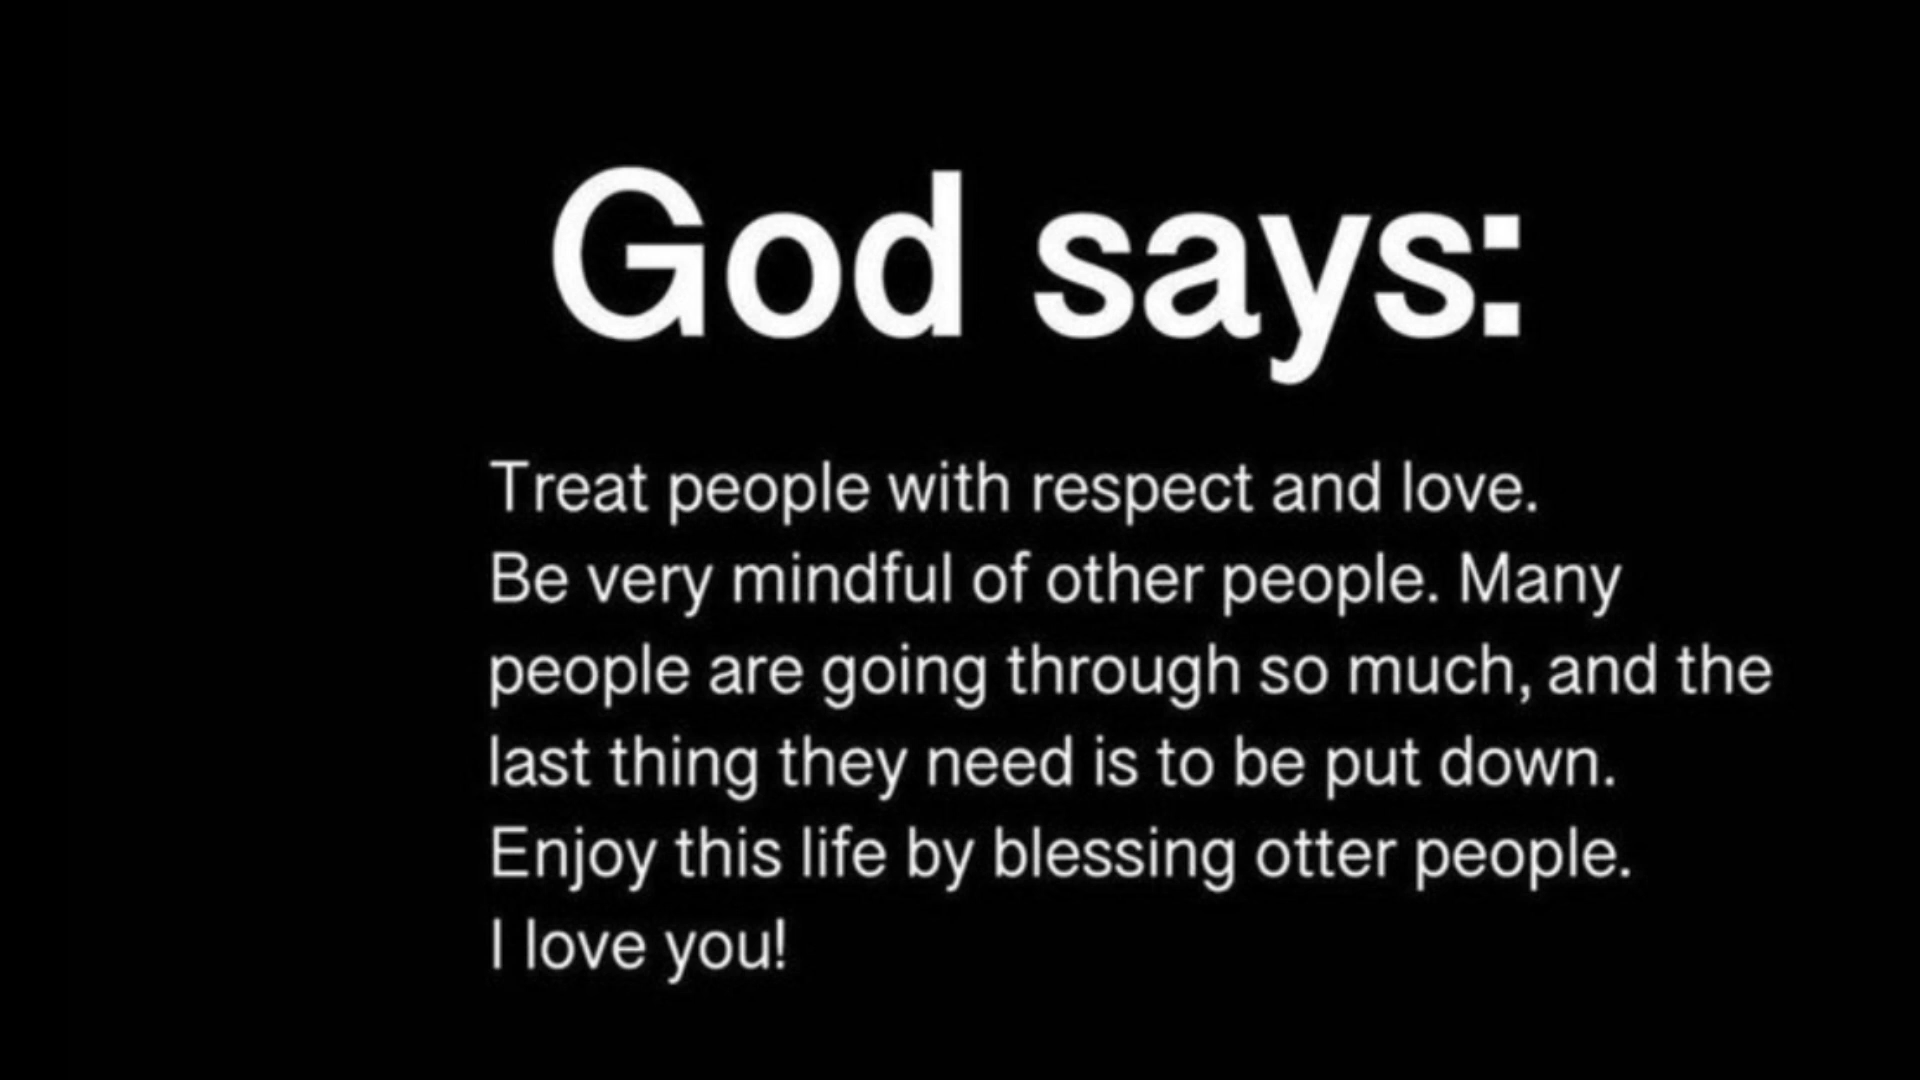 God says:
Treat people with respect and love.
Be very mindful of other people. Many
people are going through so much, and the
last thing they need is to be put down.
Enjoy this life by blessing otter people.
I love you!